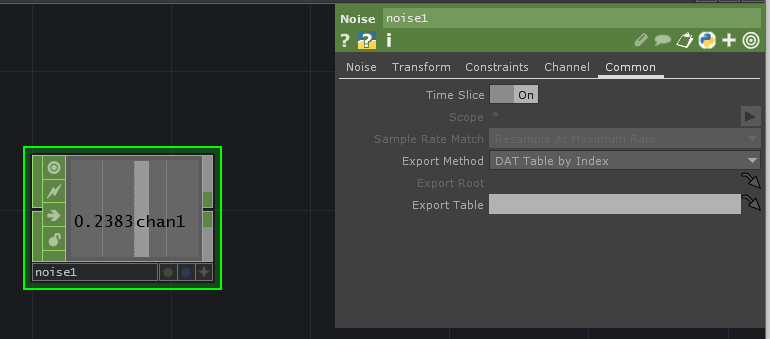 Noise noise1
? ? i
Noise Transform Constraints Channel Common
Time Slice On
Scope *
Sample Rate Match Resample At Maximum Rate
Export Method DAT Table by Index
Export Root
Export Table
0.2383 chan1
noise1